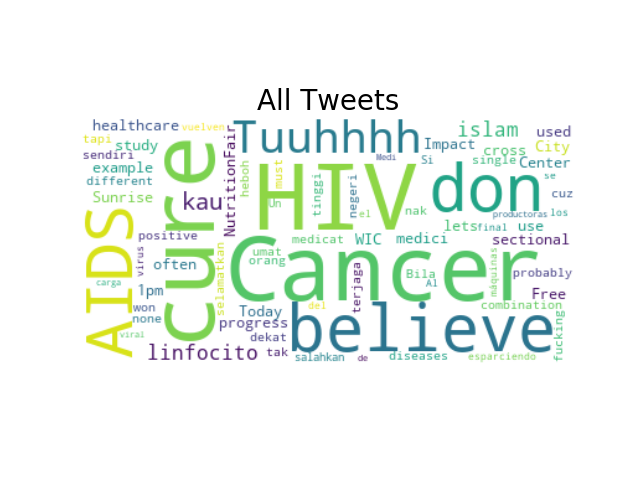 All Tweets
healthcare
vuelven
Tuuhhhh
islam
used
tapi
study
Impact
cross
City
sendiri
cure
NutritionFair
heboh
must
HIV
Medi
Si
single
Center
example
different
tinggi
negeri
don
se
Sunrise
kau
Un
el
nak
cuz
productoras
los
AIDS
positive
medicat
WIC
medici
lets
final
use
sectional
virus
often
umat
orang
Cancer
Bila
Al
máquinas
probably
carga
1pm
selamatkan
terjaga
Free
won
none
Today
del
believe
combination
viral
progress
dekat
fucking
linfocito
tak
salahkan
de
diseases
esparciendo